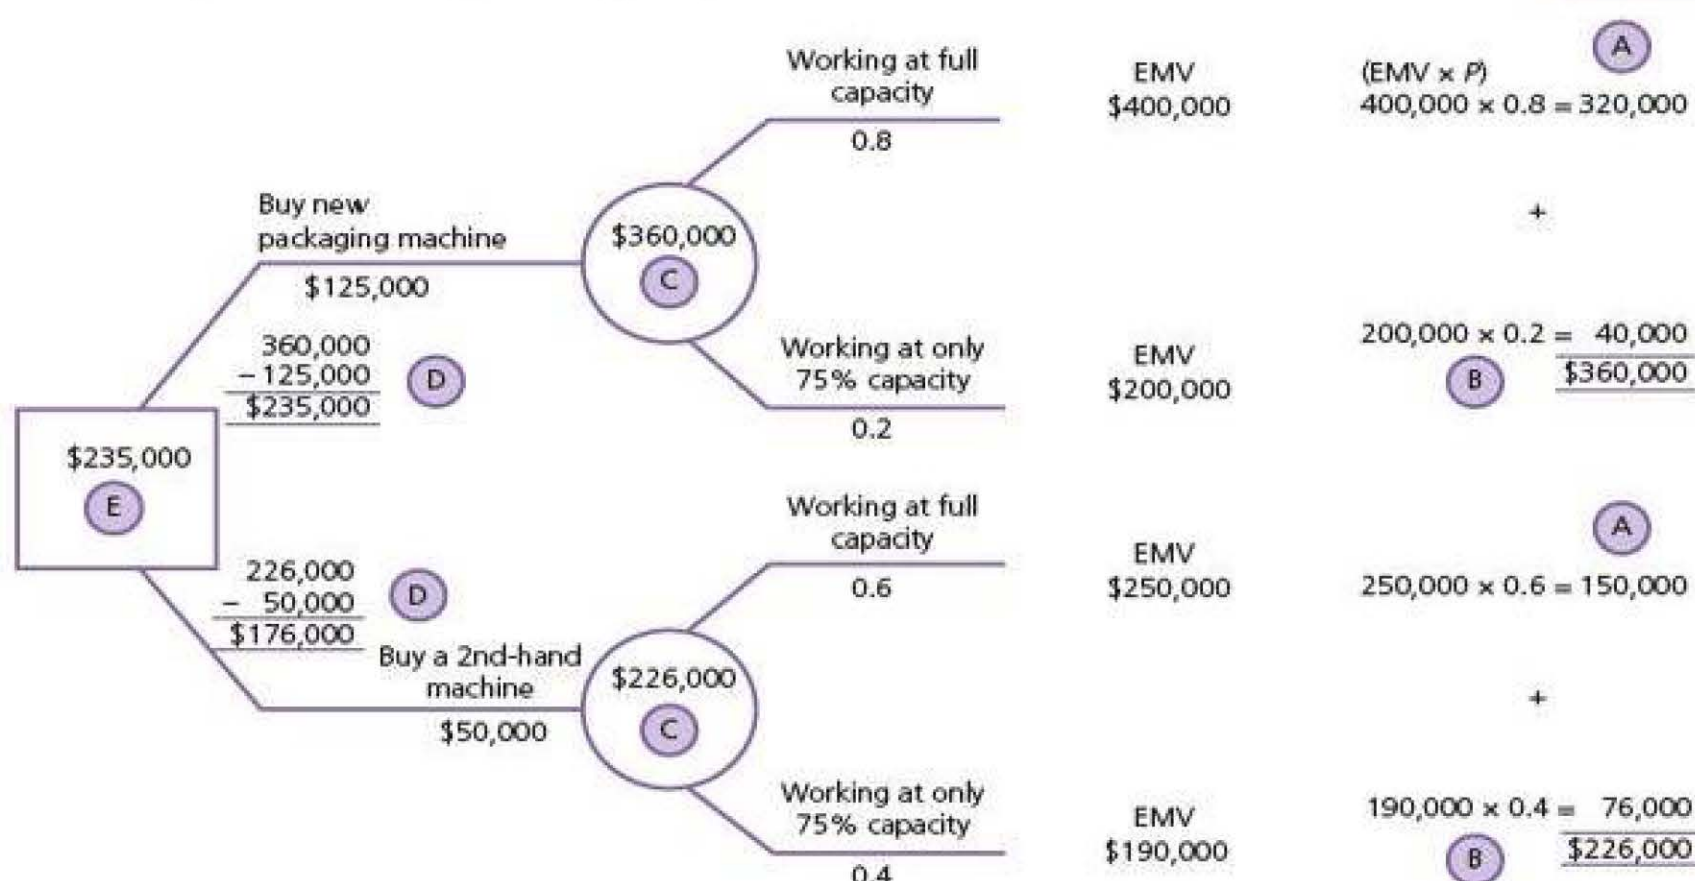 Working at full
capacity
0.8
EMV
$400,000
(EMV × P)
A
400,000 × 0.8 = 320,000
+
Buy new
packaging machine
$125,000
$360,000
C
360,000
– 125,000
$235,000
D
Working at only
75% capacity
0.2
EMV
$200,000
200,000 × 0.2 = 40,000
B
$360,000
$235,000
E
Working at full
capacity
0.6
EMV
$250,000
A
250,000 × 0.6 = 150,000
+
226,000
– 50,000
$176,000
D
Buy a 2nd-hand
machine
$50,000
$226,000
C
Working at only
75% capacity
0.4
EMV
$190,000
190,000 × 0.4 = 76,000
B
$226,000